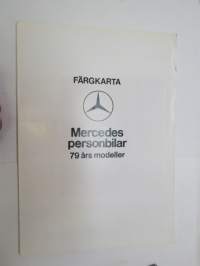 FÄRGKARTA
Mercedes
personbilar
79 års modeller